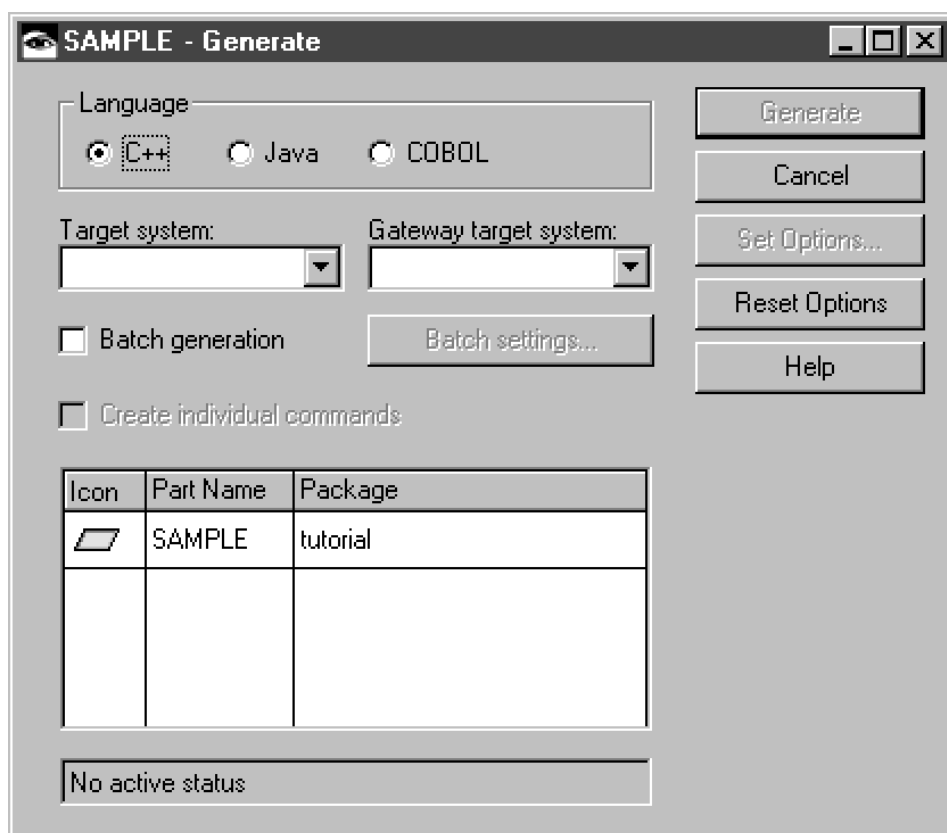 SAMPLE - Generate
Language
C++ Java COBOL
Generate
Cancel
Target system: Gateway target system:
Set Options...
Reset Options
Batch generation Batch settings...
Help
Create individual commands
Icon Part Name Package
SAMPLE tutorial
No active status